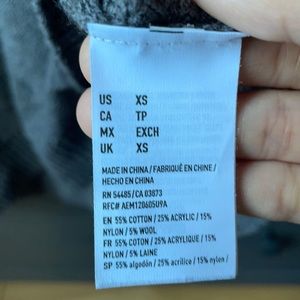 US XS
CA TP
MX EXCH
UK XS
MADE IN CHINA / FABRIQUÉ EN CHINE /
HECHO EN CHINA
RN 54485/CA 03873
RFC# AEM120605U9A
EN 55% COTTON / 25% ACRYLIC / 15%
NYLON / 5% WOOL
FR 55% COTON / 25% ACRYLIQUE / 15%
NYLON / 5% LAINE
SP 55% algodón / 25% acrílico / 15% nylon /